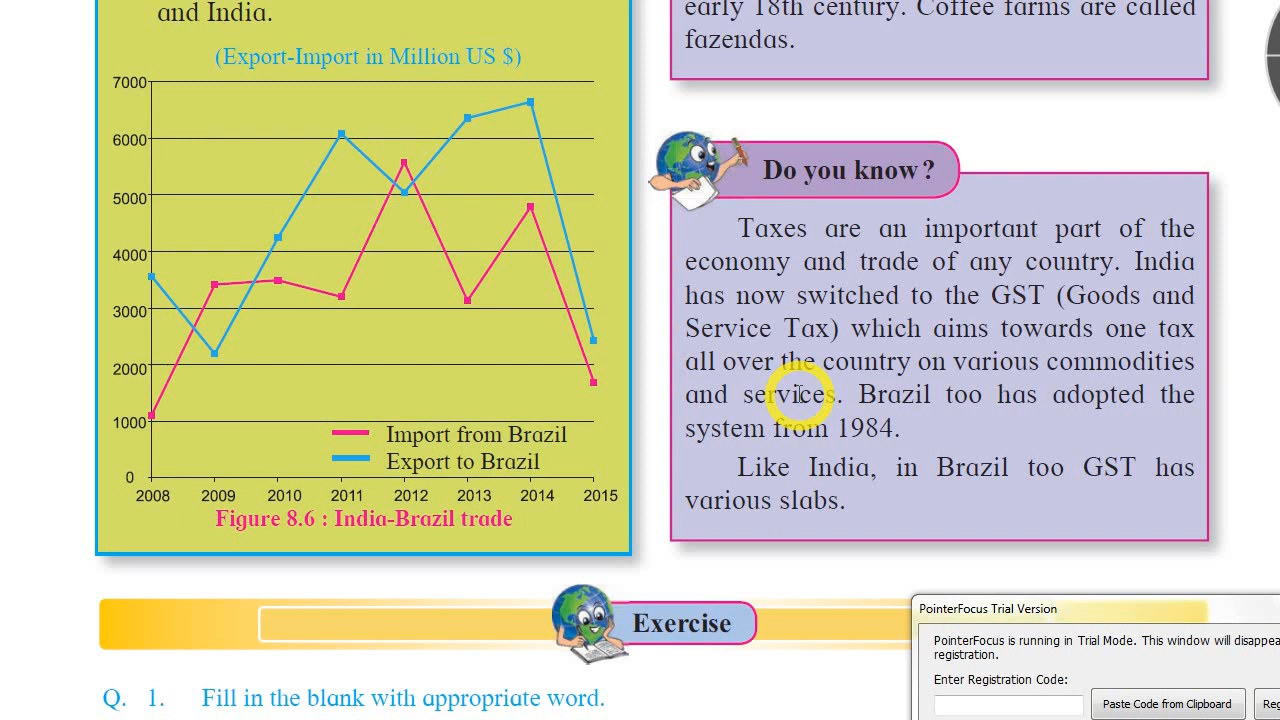 and India.
(Export-Import in Million US $)
7000
6000
5000
4000
3000
2000
1000
0
Import from Brazil
Export to Brazil
2008 2009 2010 2011 2012 2013 2014 2015
Figure 8.6 : India-Brazil trade
early 18th century. Coffee farms are called
fazendas.
Do you know ?
Taxes are an important part of the
economy and trade of any country. India
has now switched to the GST (Goods and
Service Tax) which aims towards one tax
all over the country on various commodities
and services. Brazil too has adopted the
system from 1984.
Like India, in Brazil too GST has
various slabs.
Exercise
Q. 1. Fill in the blank with appropriate word.
PointerFocus Trial Version
PointerFocus is running in Trial Mode. This window will disappe
registration.
Enter Registration Code:
Paste Code from Clipboard
Reg